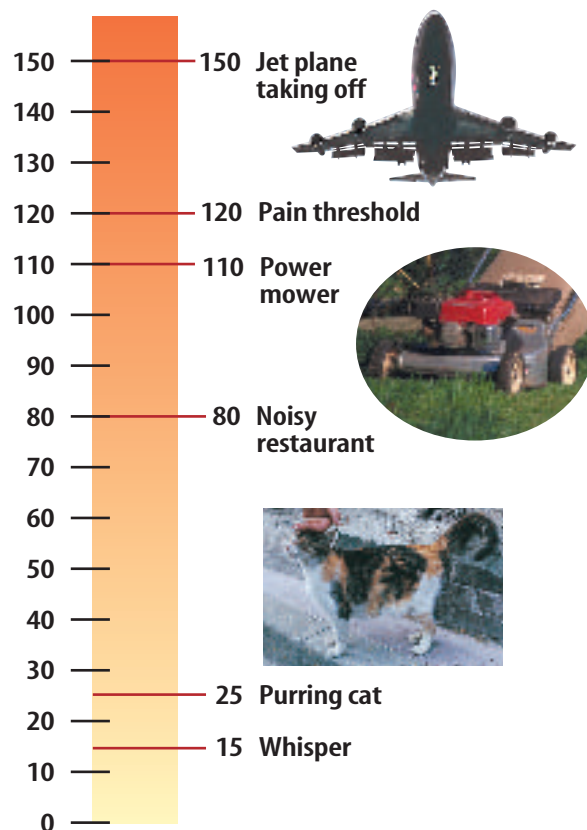 150
150 Jet plane
taking off
140
130
120
120 Pain threshold
110
110 Power
mower
100
90
80
80 Noisy
restaurant
70
60
50
40
30
25 Purring cat
20
15 Whisper
10
0